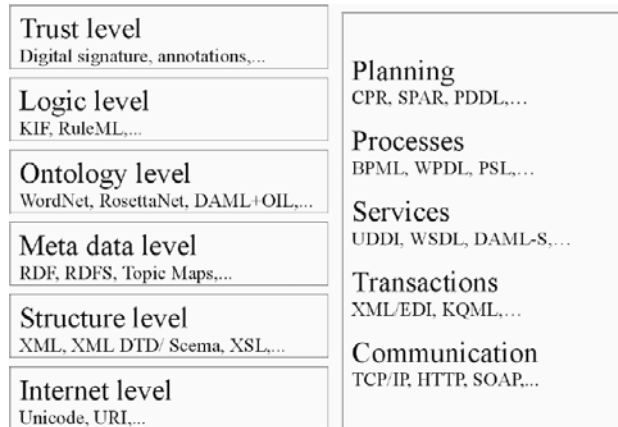 Trust level
Digital signature, annotations,...
Logic level
KIF, RuleML,...
Ontology level
WordNet, RosettaNet, DAML+OIL,...
Meta data level
RDF, RDFS, Topic Maps,...
Structure level
XML, XML DTD/ Scema, XSL,...
Internet level
Unicode, URI,...
Planning
CPR, SPAR, PDDL,...
Processes
BPML, WPDL, PSL,...
Services
UDDI, WSDL, DAML-S,...
Transactions
XML/EDI, KQML,...
Communication
TCP/IP, HTTP, SOAP,...